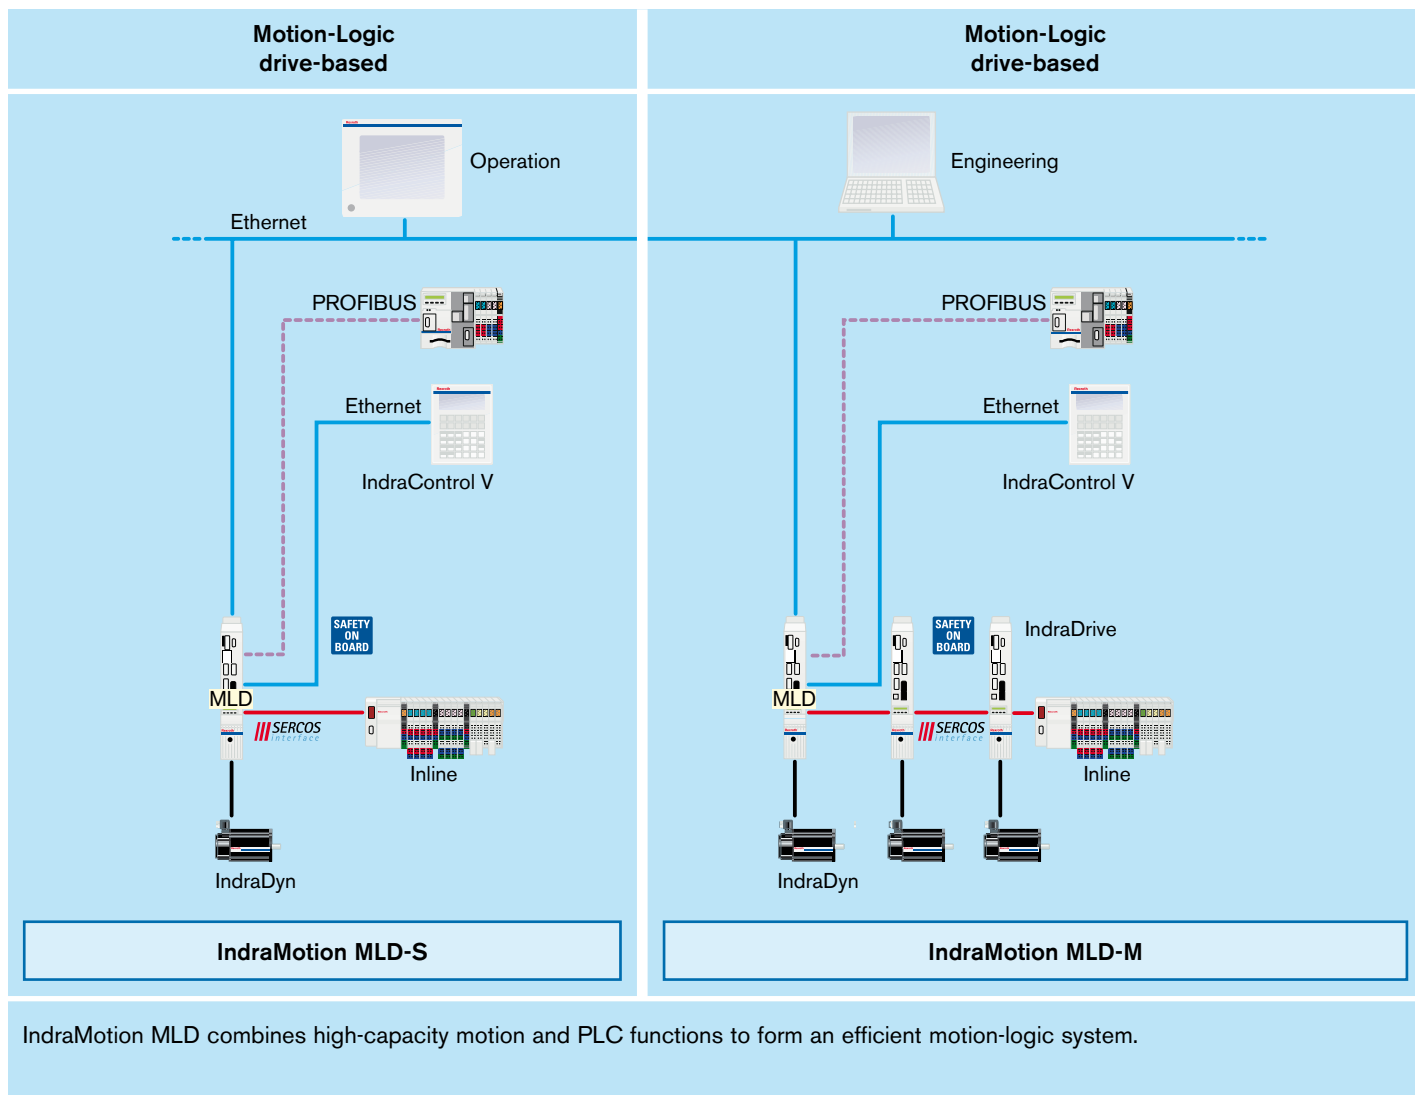 Motion-Logic
drive-based
Motion-Logic
drive-based
Operation
Ethernet
PROFIBUS
Ethernet
IndraControl V
SAFETY
ON
BOARD
MLD
SERCOS
interface
Inline
IndraDyn
IndraMotion MLD-S
Engineering
PROFIBUS
Ethernet
IndraControl V
SAFETY
ON
BOARD
IndraDrive
MLD
SERCOS
interface
Inline
IndraDyn
IndraMotion MLD-M
IndraMotion MLD combines high-capacity motion and PLC functions to form an efficient motion-logic system.